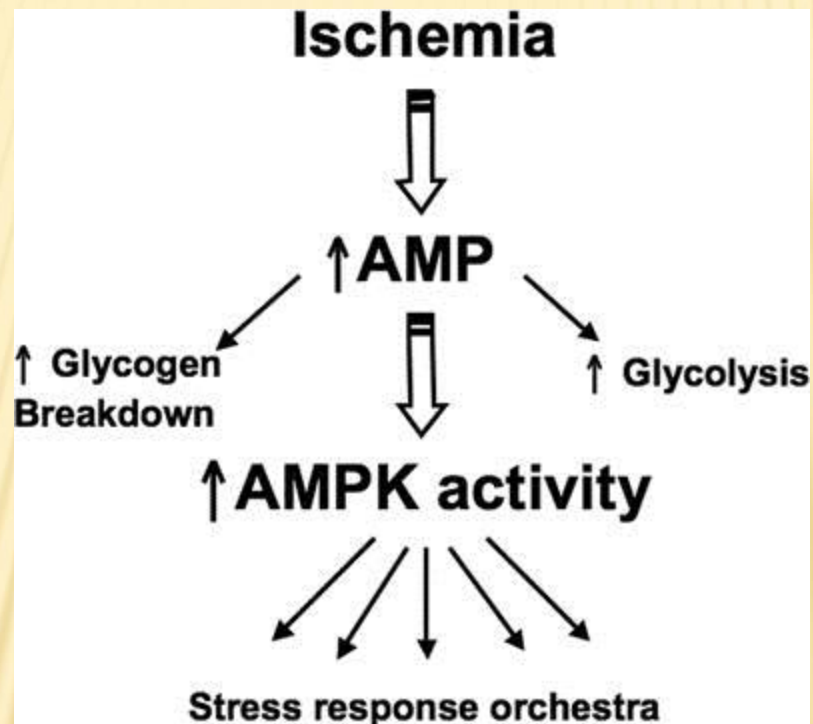 Ischemia
↑AMP
↑ Glycogen
Breakdown
↑ Glycolysis
↑AMPK activity
Stress response orchestra